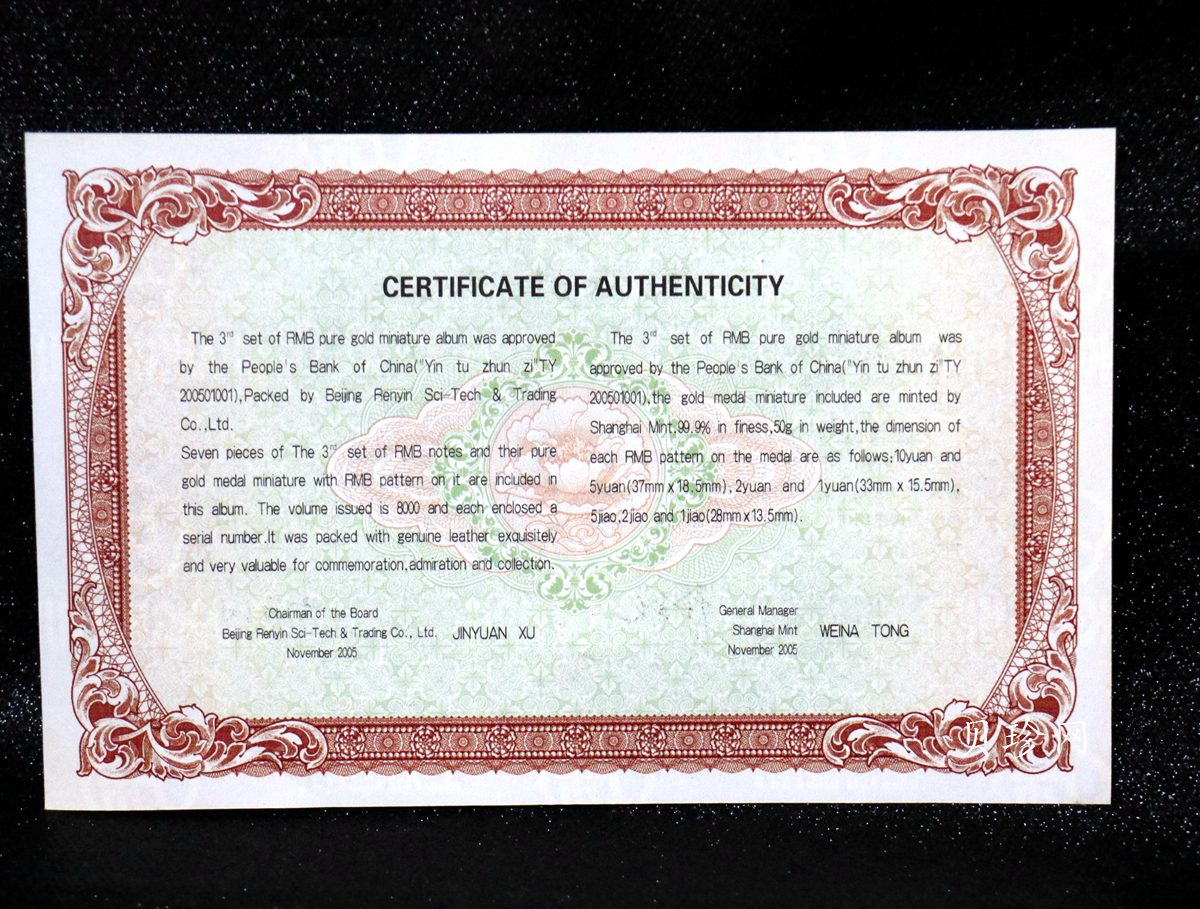 CERTIFICATE OF AUTHENTICITY
The 3rd set of RMB pure gold miniature album was approved
by the People's Bank of China("Yin tu zhun zi"TY
200501001),Packed by Beijing Renyin Sci-Tech & Trading
Co.,Ltd.
Seven pieces of The 3rd set of RMB notes and their pure
gold medal miniature with RMB pattern on it are included in
this album. The volume issued is 8000 and each enclosed a
serial number.It was packed with genuine leather exquisitely
and very valuable for commemoration,admiration and collection.
Chairman of the Board
Beijing Renyin Sci-Tech & Trading Co., Ltd. JINYUAN XU
November 2005
The 3rd set of RMB pure gold miniature album was
approved by the People's Bank of China("Yin tu zhun zi"TY
200501001),the gold medal miniature included are minted by
Shanghai Mint,99.9% in finess,50g in weight,the dimension of
each RMB pattern on the medal are as follows:10yuan and
5yuan(37mm x 18.5mm),2yuan and 1yuan(33mm x 15.5mm),
5jiao,2jiao and 1jiao(28mm x 13.5mm).
General Manager
Shanghai Mint WEINA TONG
November 2005
贝珍网